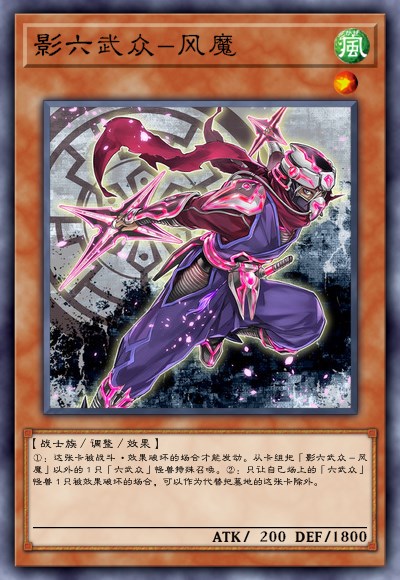 影六武众-风魔
風
【战士族/调整/效果】
①:这张卡被战斗·效果破坏的场合才能发动。从卡组把「影六武众-风
魔」以外的1只「六武众」怪兽特殊召唤。②:只让自己场上的「六武众」
怪兽1只被效果破坏的场合,可以作为代替把墓地的这张卡除外。
ATK/ 200 DEF/1800